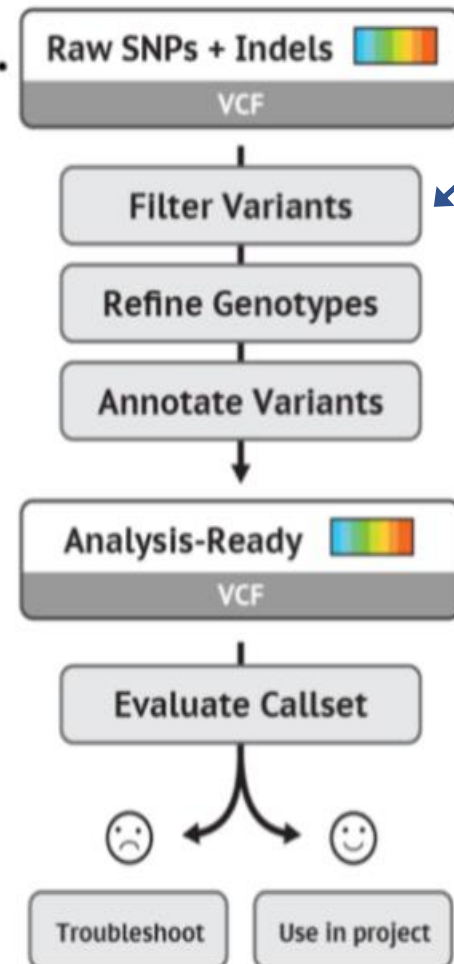 Raw SNPs + Indels
VCF
Filter Variants
Refine Genotypes
Annotate Variants
Analysis-Ready
VCF
Evaluate Callset
Troubleshoot
Use in project